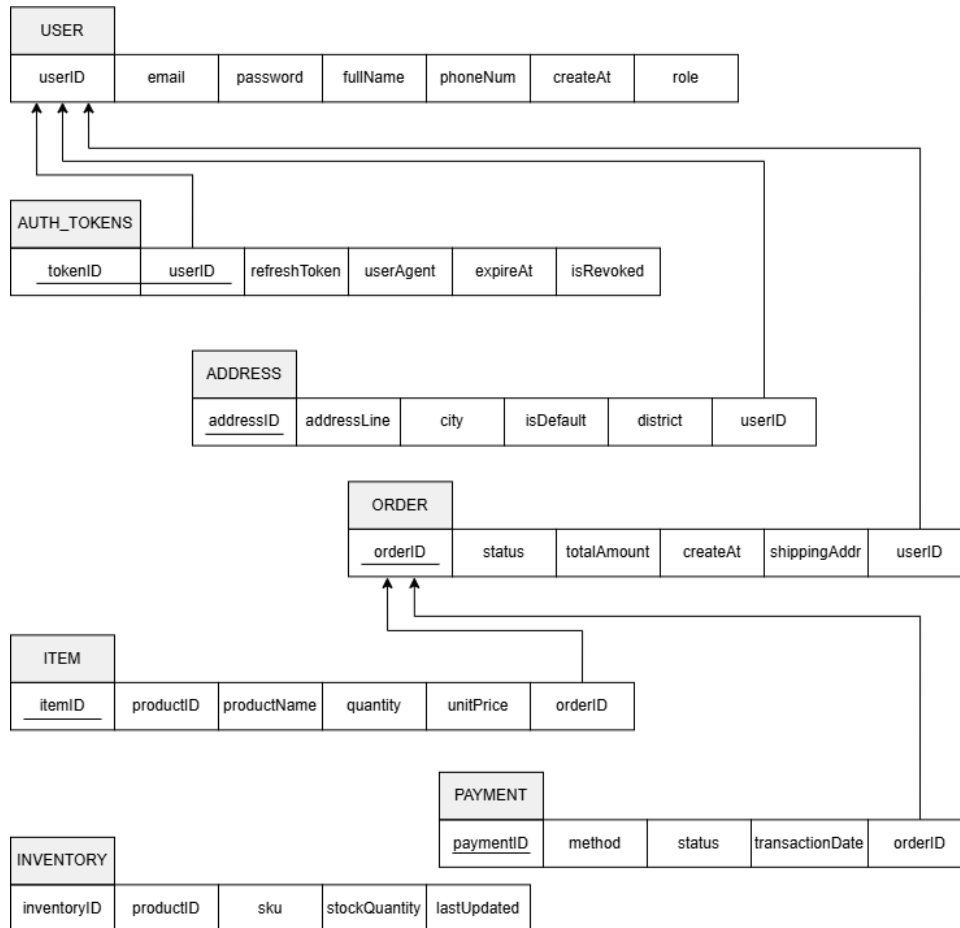 USER
userID email password fullName phoneNum createAt role
AUTH_TOKENS
tokenID userID refreshToken userAgent expireAt isRevoked
ADDRESS
addressID addressLine city isDefault district userID
ORDER
orderID status totalAmount createAt shippingAddr userID
ITEM
itemID productID productName quantity unitPrice orderID
PAYMENT
paymentID method status transactionDate orderID
INVENTORY
inventoryID productID sku stockQuantity lastUpdated